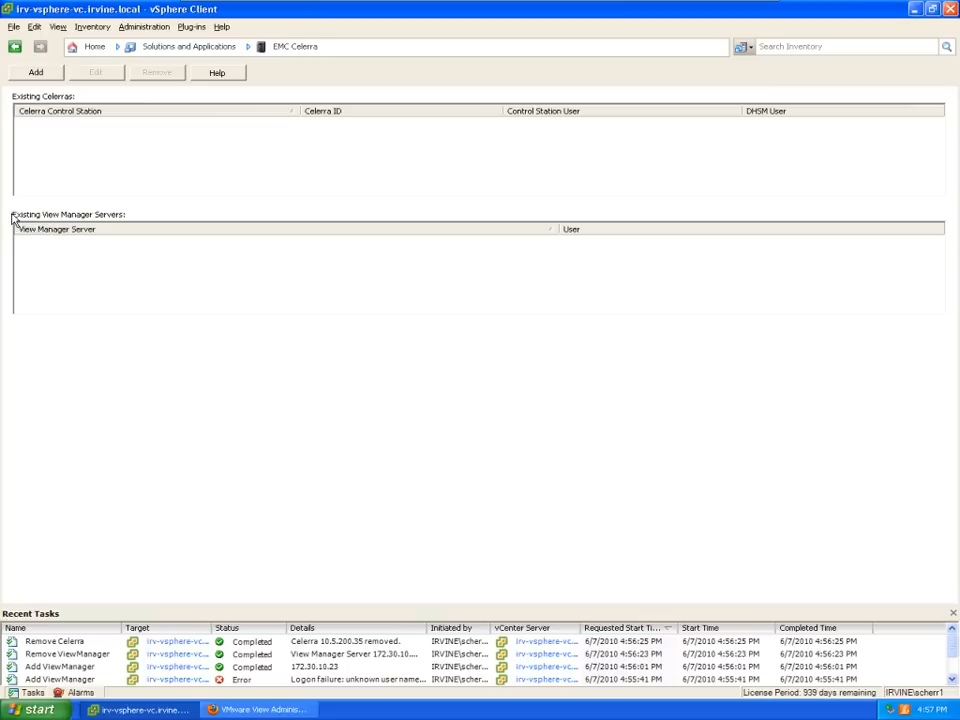 irv-vsphere-vc.irvine.local - vSphere Client
File Edit View Inventory Administration Plug-ins Help
Home Solutions and Applications EMC Celerra Search Inventory
Add Edit Remove Help
Existing Celerras:
Celerra Control Station Celerra ID Control Station User DHSM User
Existing View Manager Servers:
View Manager Server User
Recent Tasks
Name Target Status Details Initiated by vCenter Server Requested Start Ti... Start Time Completed Time
Remove Celerra irv-vsphere-vc... Completed Celerra 10.5.200.35 removed. IRVINE\scher... irv-vsphere-vc... 6/7/2010 4:56:25 PM 6/7/2010 4:56:25 PM 6/7/2010 4:56:25 PM
Remove ViewManager irv-vsphere-vc... Completed View Manager Server 172.30.10.... IRVINE\scher... irv-vsphere-vc... 6/7/2010 4:56:23 PM 6/7/2010 4:56:23 PM 6/7/2010 4:56:23 PM
Add ViewManager irv-vsphere-vc... Completed 172.30.10.23 IRVINE\scher... irv-vsphere-vc... 6/7/2010 4:56:01 PM 6/7/2010 4:56:01 PM 6/7/2010 4:56:01 PM
Add ViewManager irv-vsphere-vc... Error Logon failure: unknown user name... IRVINE\scher... irv-vsphere-vc... 6/7/2010 4:55:41 PM 6/7/2010 4:55:41 PM 6/7/2010 4:55:41 PM
Tasks Alarms License Period: 939 days remaining IRVINE\scherr1
start irv-vsphere-vc.irvine.... VMware View Adminis... 4:57 PM